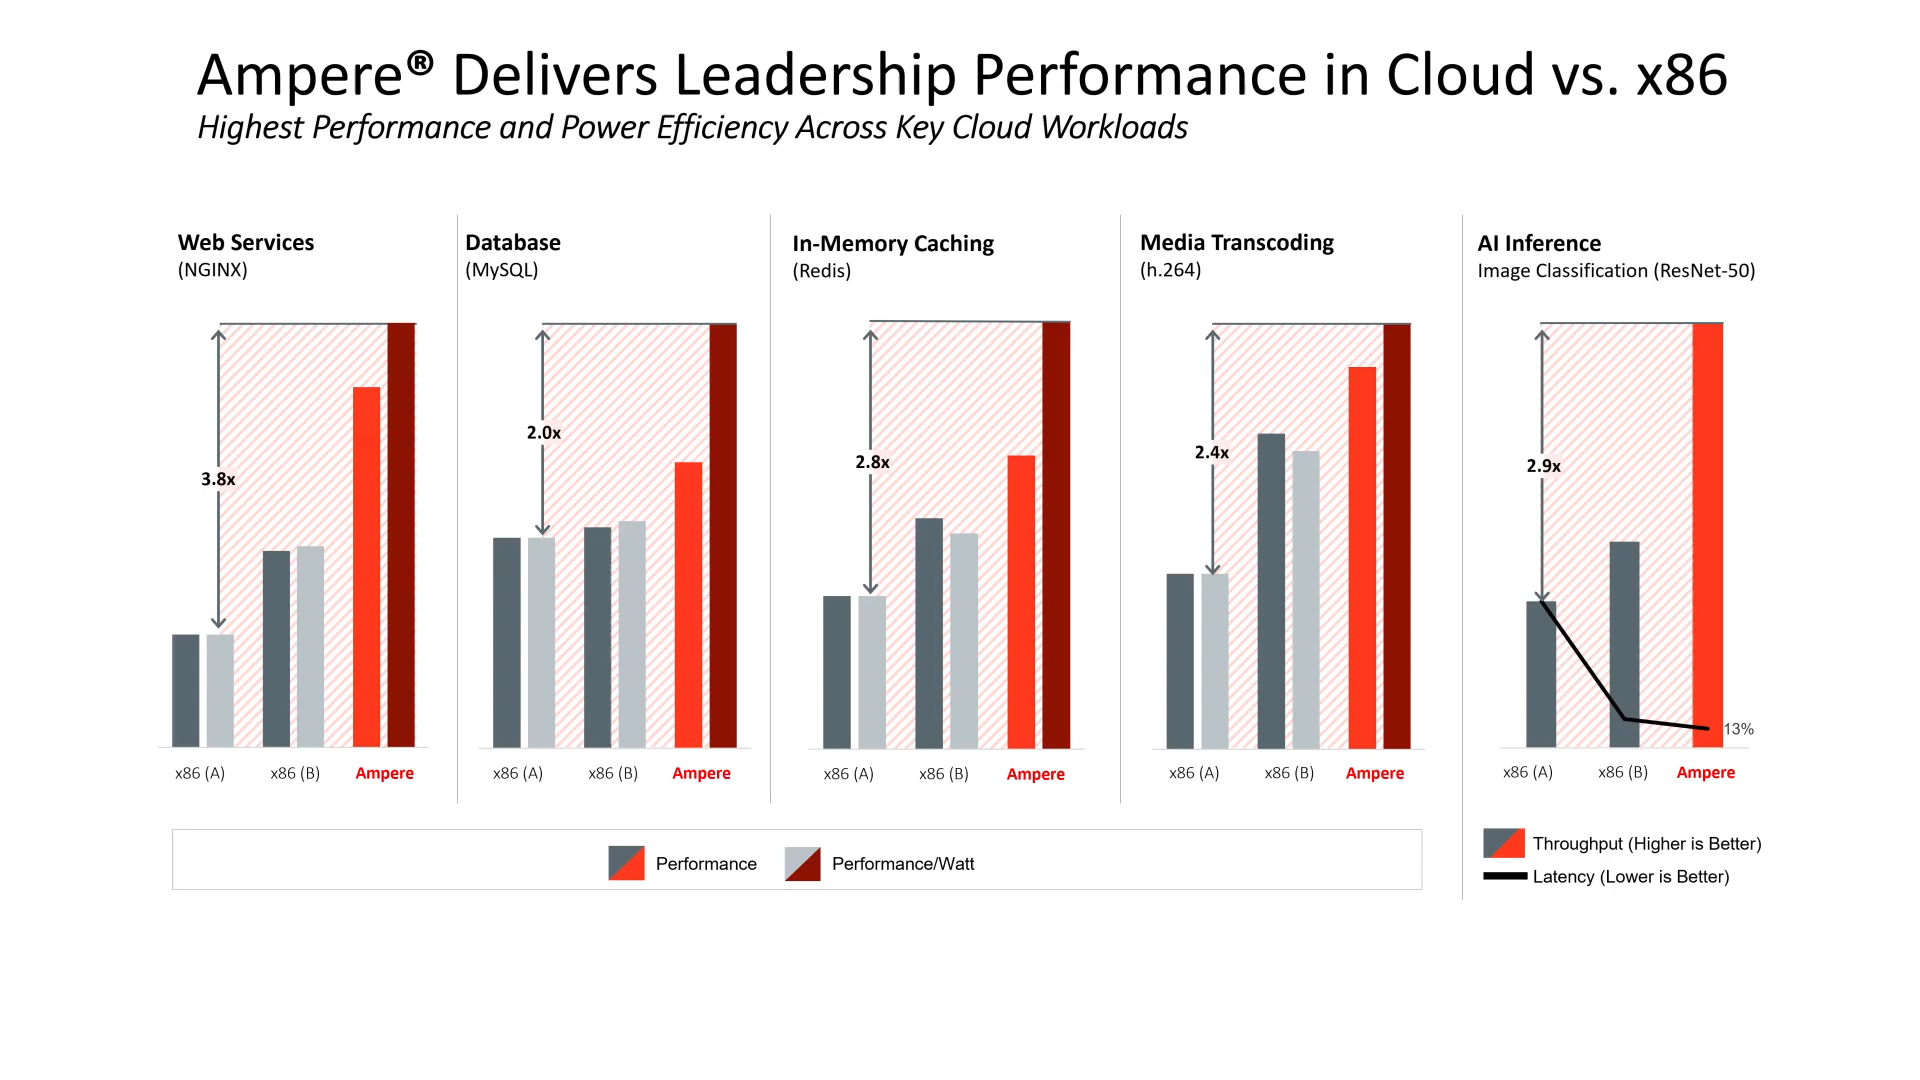 Ampere® Delivers Leadership Performance in Cloud vs. x86
Highest Performance and Power Efficiency Across Key Cloud Workloads
Web Services
(NGINX)
3.8x
x86 (A)
x86 (B)
Ampere
Database
(MySQL)
2.0x
x86 (A)
x86 (B)
Ampere
In-Memory Caching
(Redis)
2.8x
x86 (A)
x86 (B)
Ampere
Media Transcoding
(h.264)
2.4x
x86 (A)
x86 (B)
Ampere
AI Inference
Image Classification (ResNet-50)
2.9x
13%
x86 (A)
x86 (B)
Ampere
Performance
Performance/Watt
Throughput (Higher is Better)
Latency (Lower is Better)